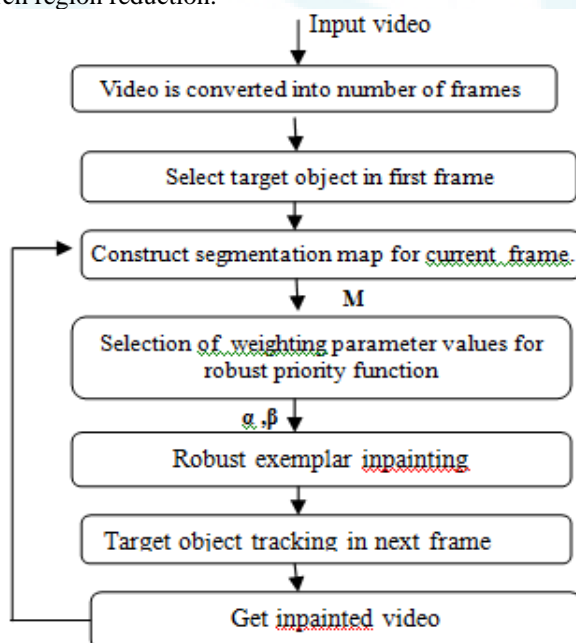 region reduction.
Input video
Video is converted into number of frames
Select target object in first frame
Construct segmentation map for current frame.
M
Selection of weighting parameter values for
robust priority function
α ,β
Robust exemplar inpainting
Target object tracking in next frame
Get inpainted video